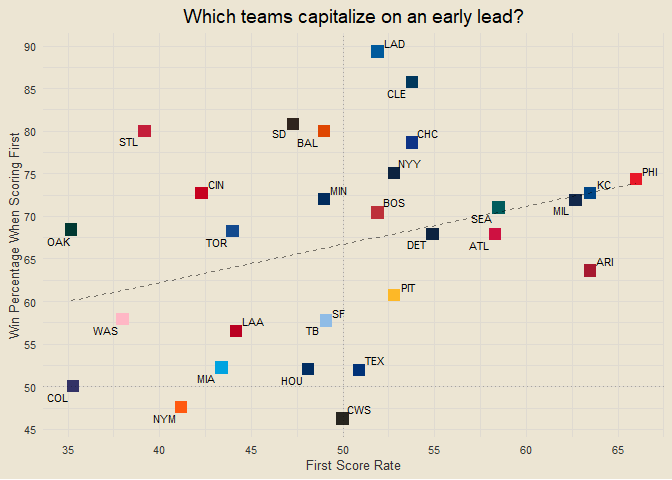 Which teams capitalize on an early lead?
Win Percentage When Scoring First
90
85
80
75
70
65
60
55
50
45
LAD
CLE
SD
BAL
STL
CHC
NYY
PHI
CIN
MIN
KC
BOS
MIL
SEA
OAK
TOR
DET
ATL
ARI
PIT
WAS
SF
TB
LAA
MIA
HOU
TEX
COL
NYM
CWS
35
40
45
50
55
60
65
First Score Rate